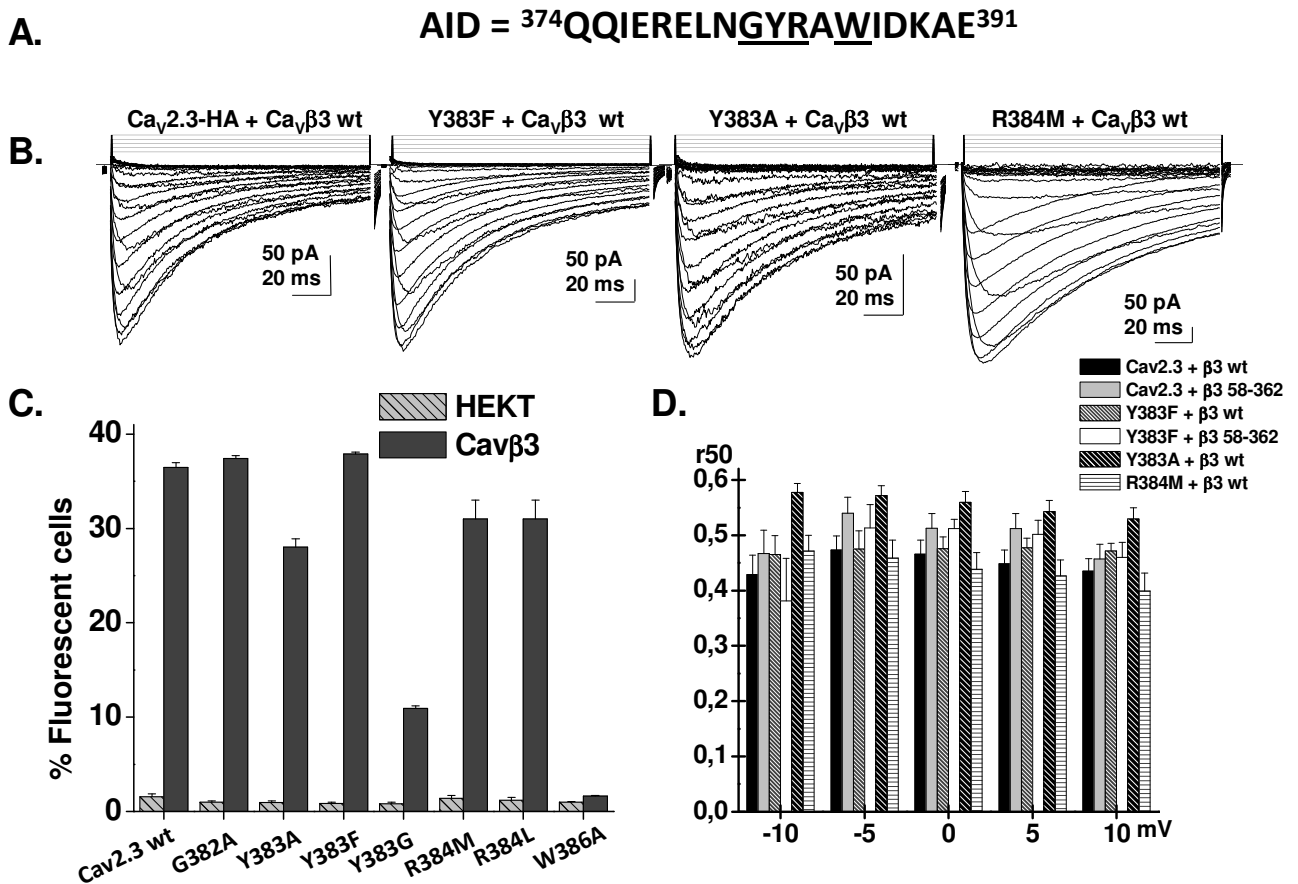 A.
AID = ³⁷⁴QQIERELNGYRAWIDKAE³⁹¹
B.
CaV2.3-HA + CaVβ3 wt
Y383F + CaVβ3 wt
Y383A + CaVβ3 wt
R384M + CaVβ3 wt
50 pA
20 ms
50 pA
20 ms
50 pA
20 ms
50 pA
20 ms
C.
HEKT
Cavβ3
% Fluorescent cells
40
30
20
10
0
Cav2.3 wt
G382A
Y383A
Y383F
Y383G
R384M
R384L
W386A
D.
Cav2.3 + β3 wt
Cav2.3 + β3 58-362
Y383F + β3 wt
Y383F + β3 58-362
Y383A + β3 wt
R384M + β3 wt
r50
0,6
0,5
0,4
0,3
0,2
0,1
0,0
-10
-5
0
5
10 mV